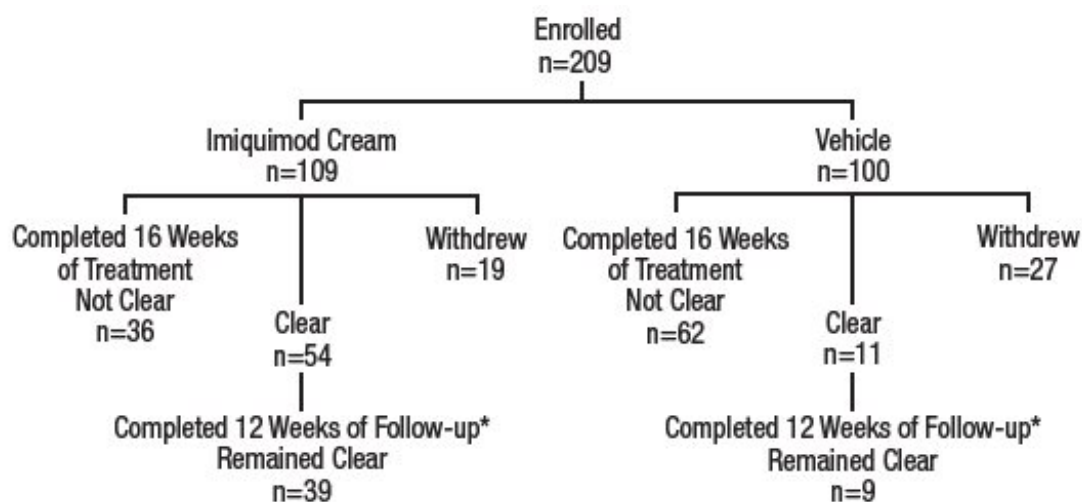 Enrolled
n=209
Imiquimod Cream
n=109
Vehicle
n=100
Completed 16 Weeks
of Treatment
Not Clear
n=36
Clear
n=54
Withdrew
n=19
Completed 16 Weeks
of Treatment
Not Clear
n=62
Clear
n=11
Withdrew
n=27
Completed 12 Weeks of Follow-up*
Remained Clear
n=39
Completed 12 Weeks of Follow-up*
Remained Clear
n=9